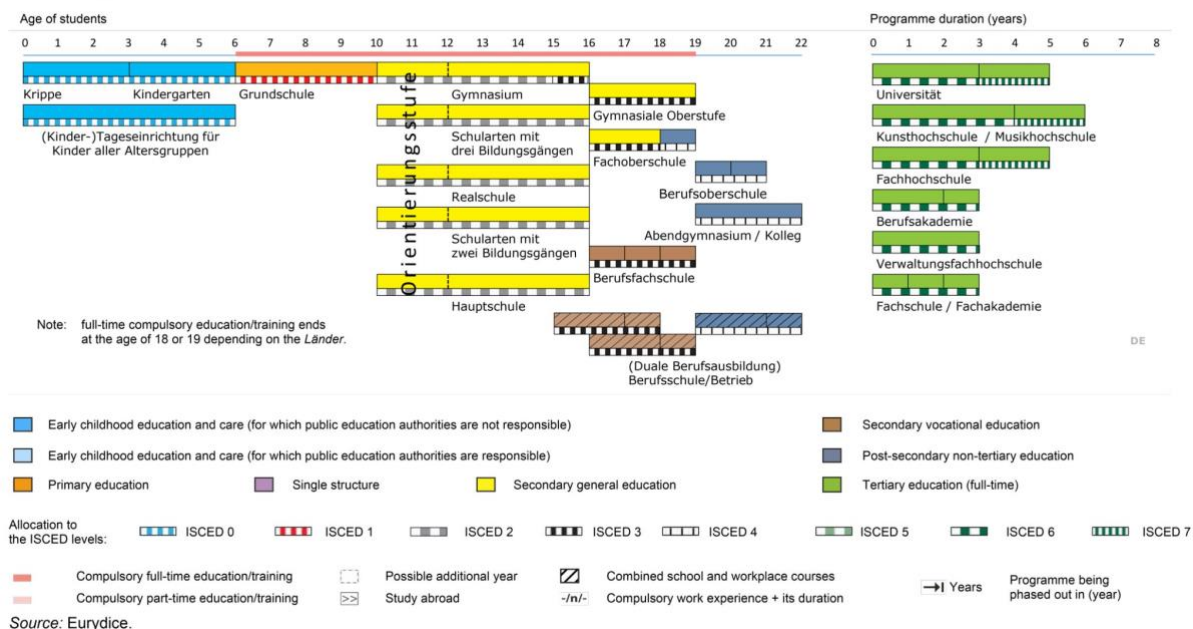 Age of students
Programme duration (years)
0 1 2 3 4 5 6 7 8 9 10 11 12 13 14 15 16 17 18 19 20 21 22
0 1 2 3 4 5 6 7 8
Krippe
Kindergarten
Grundschule
Orientierungsstufe
Gymnasium
Gymnasiale Oberstufe
(Kinder-)Tageseinrichtung für
Kinder aller Altersgruppen
Schularten mit
drei Bildungsgängen
Fachoberschule
Berufsoberschule
Realschule
Abendgymnasium / Kolleg
Schularten mit
zwei Bildungsgängen
Berufsfachschule
Hauptschule
(Duale Berufsausbildung)
Berufsschule/Betrieb
Universität
Kunsthochschule / Musikhochschule
Fachhochschule
Berufsakademie
Verwaltungsfachhochschule
Fachschule / Fachakademie
Note: full-time compulsory education/training ends
at the age of 18 or 19 depending on the Länder.
DE
Early childhood education and care (for which public education authorities are not responsible)
Secondary vocational education
Early childhood education and care (for which public education authorities are responsible)
Post-secondary non-tertiary education
Primary education
Single structure
Secondary general education
Tertiary education (full-time)
Allocation to
the ISCED levels:
ISCED 0
ISCED 1
ISCED 2
ISCED 3
ISCED 4
ISCED 5
ISCED 6
ISCED 7
Compulsory full-time education/training
Possible additional year
Combined school and workplace courses
Years
Programme being
phased out in (year)
Compulsory part-time education/training
>> Study abroad
-/n/- Compulsory work experience + its duration
Source: Eurydice.